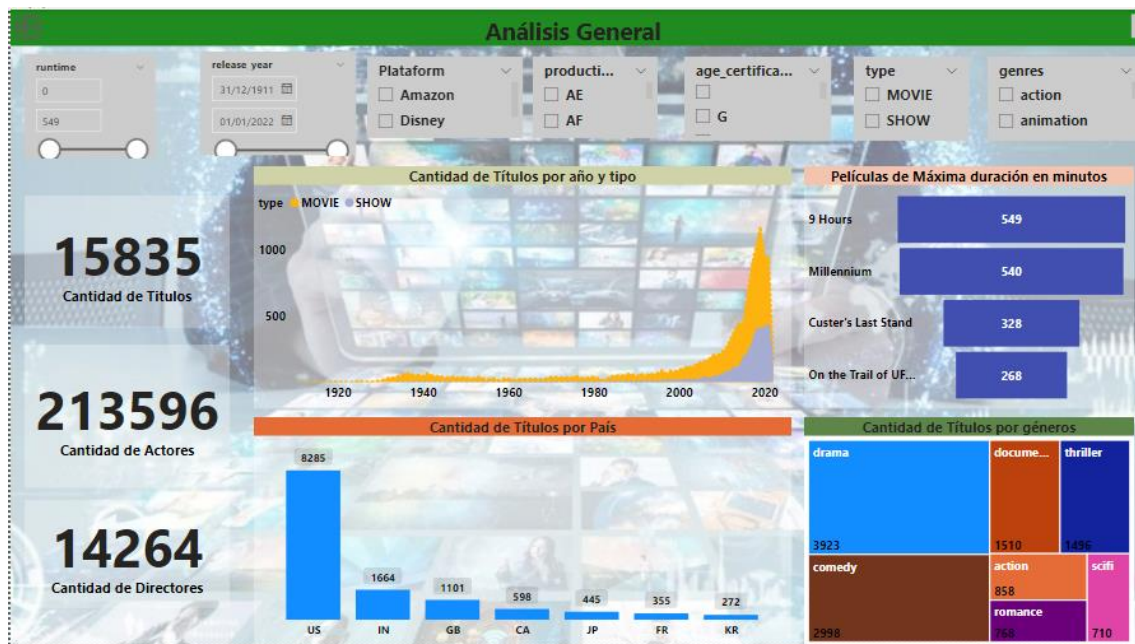 Análisis General
runtime
0
549
release year
31/12/1911
01/01/2022
Plataform
Amazon
Disney
producti...
AE
AF
age_certifica...
G
type
MOVIE
SHOW
genres
action
animation
15835
Cantidad de Titulos
213596
Cantidad de Actores
14264
Cantidad de Directores
Cantidad de Títulos por año y tipo
type MOVIE SHOW
1000
500
1920 1940 1960 1980 2000 2020
Películas de Máxima duración en minutos
9 Hours 549
Millennium 540
Custer's Last Stand 328
On the Trail of UF... 268
Cantidad de Títulos por País
8285
1664
1101
598
445
355
272
US IN GB CA JP FR KR
Cantidad de Títulos por géneros
drama
3923
docume...
1510
thriller
1496
comedy
2998
action
858
romance
768
scifi
710